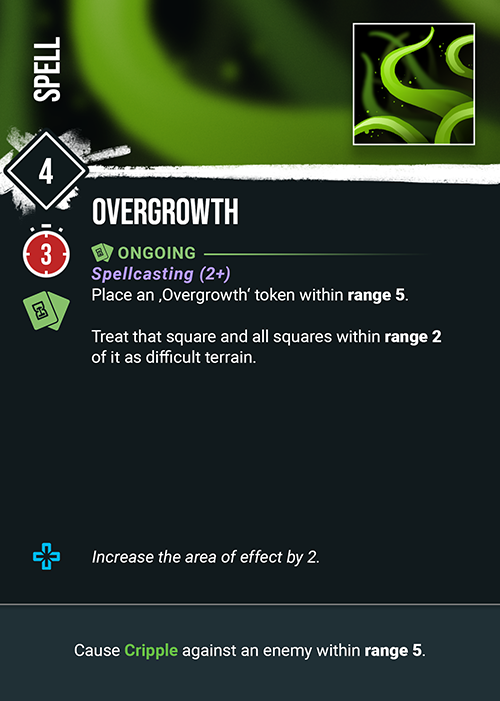 SPELL
4
OVERGROWTH
3
ONGOING
Spellcasting (2+)
Place an ‚Overgrowth‘ token within range 5.
Treat that square and all squares within range 2
of it as difficult terrain.
Increase the area of effect by 2.
Cause Cripple against an enemy within range 5.